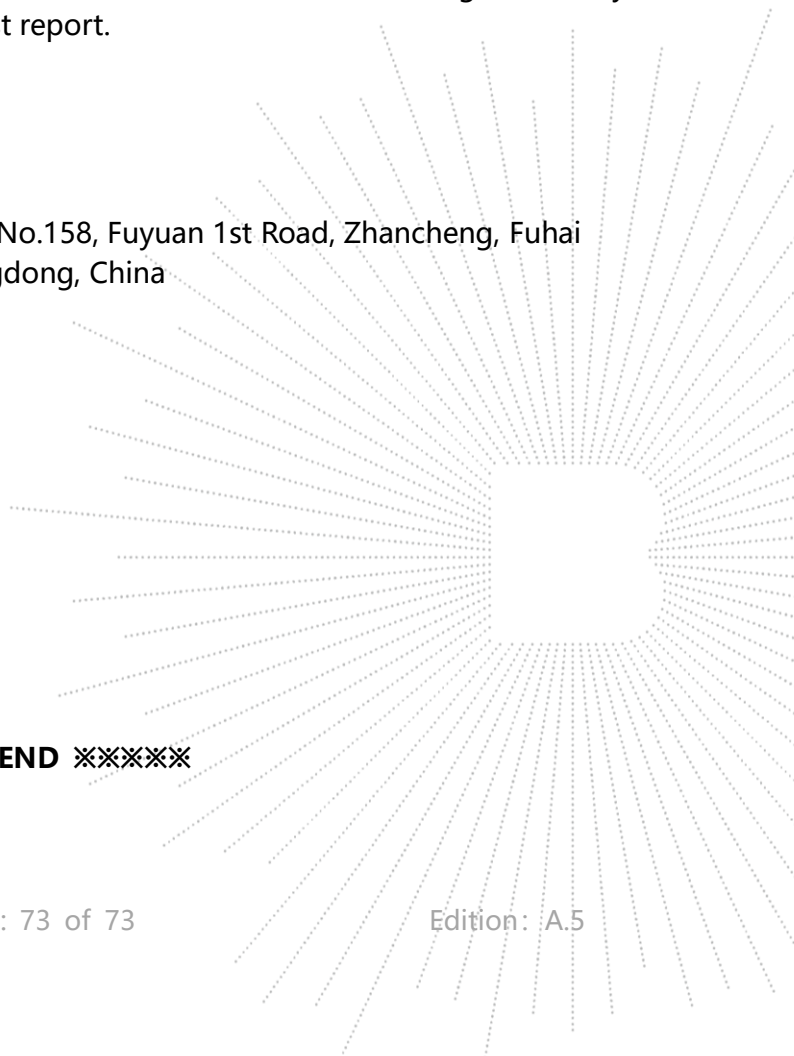 t report.
No.158, Fuyuan 1st Road, Zhancheng, Fuhai
gdong, China
END ※※※※※
: 73 of 73 Edition: A.5